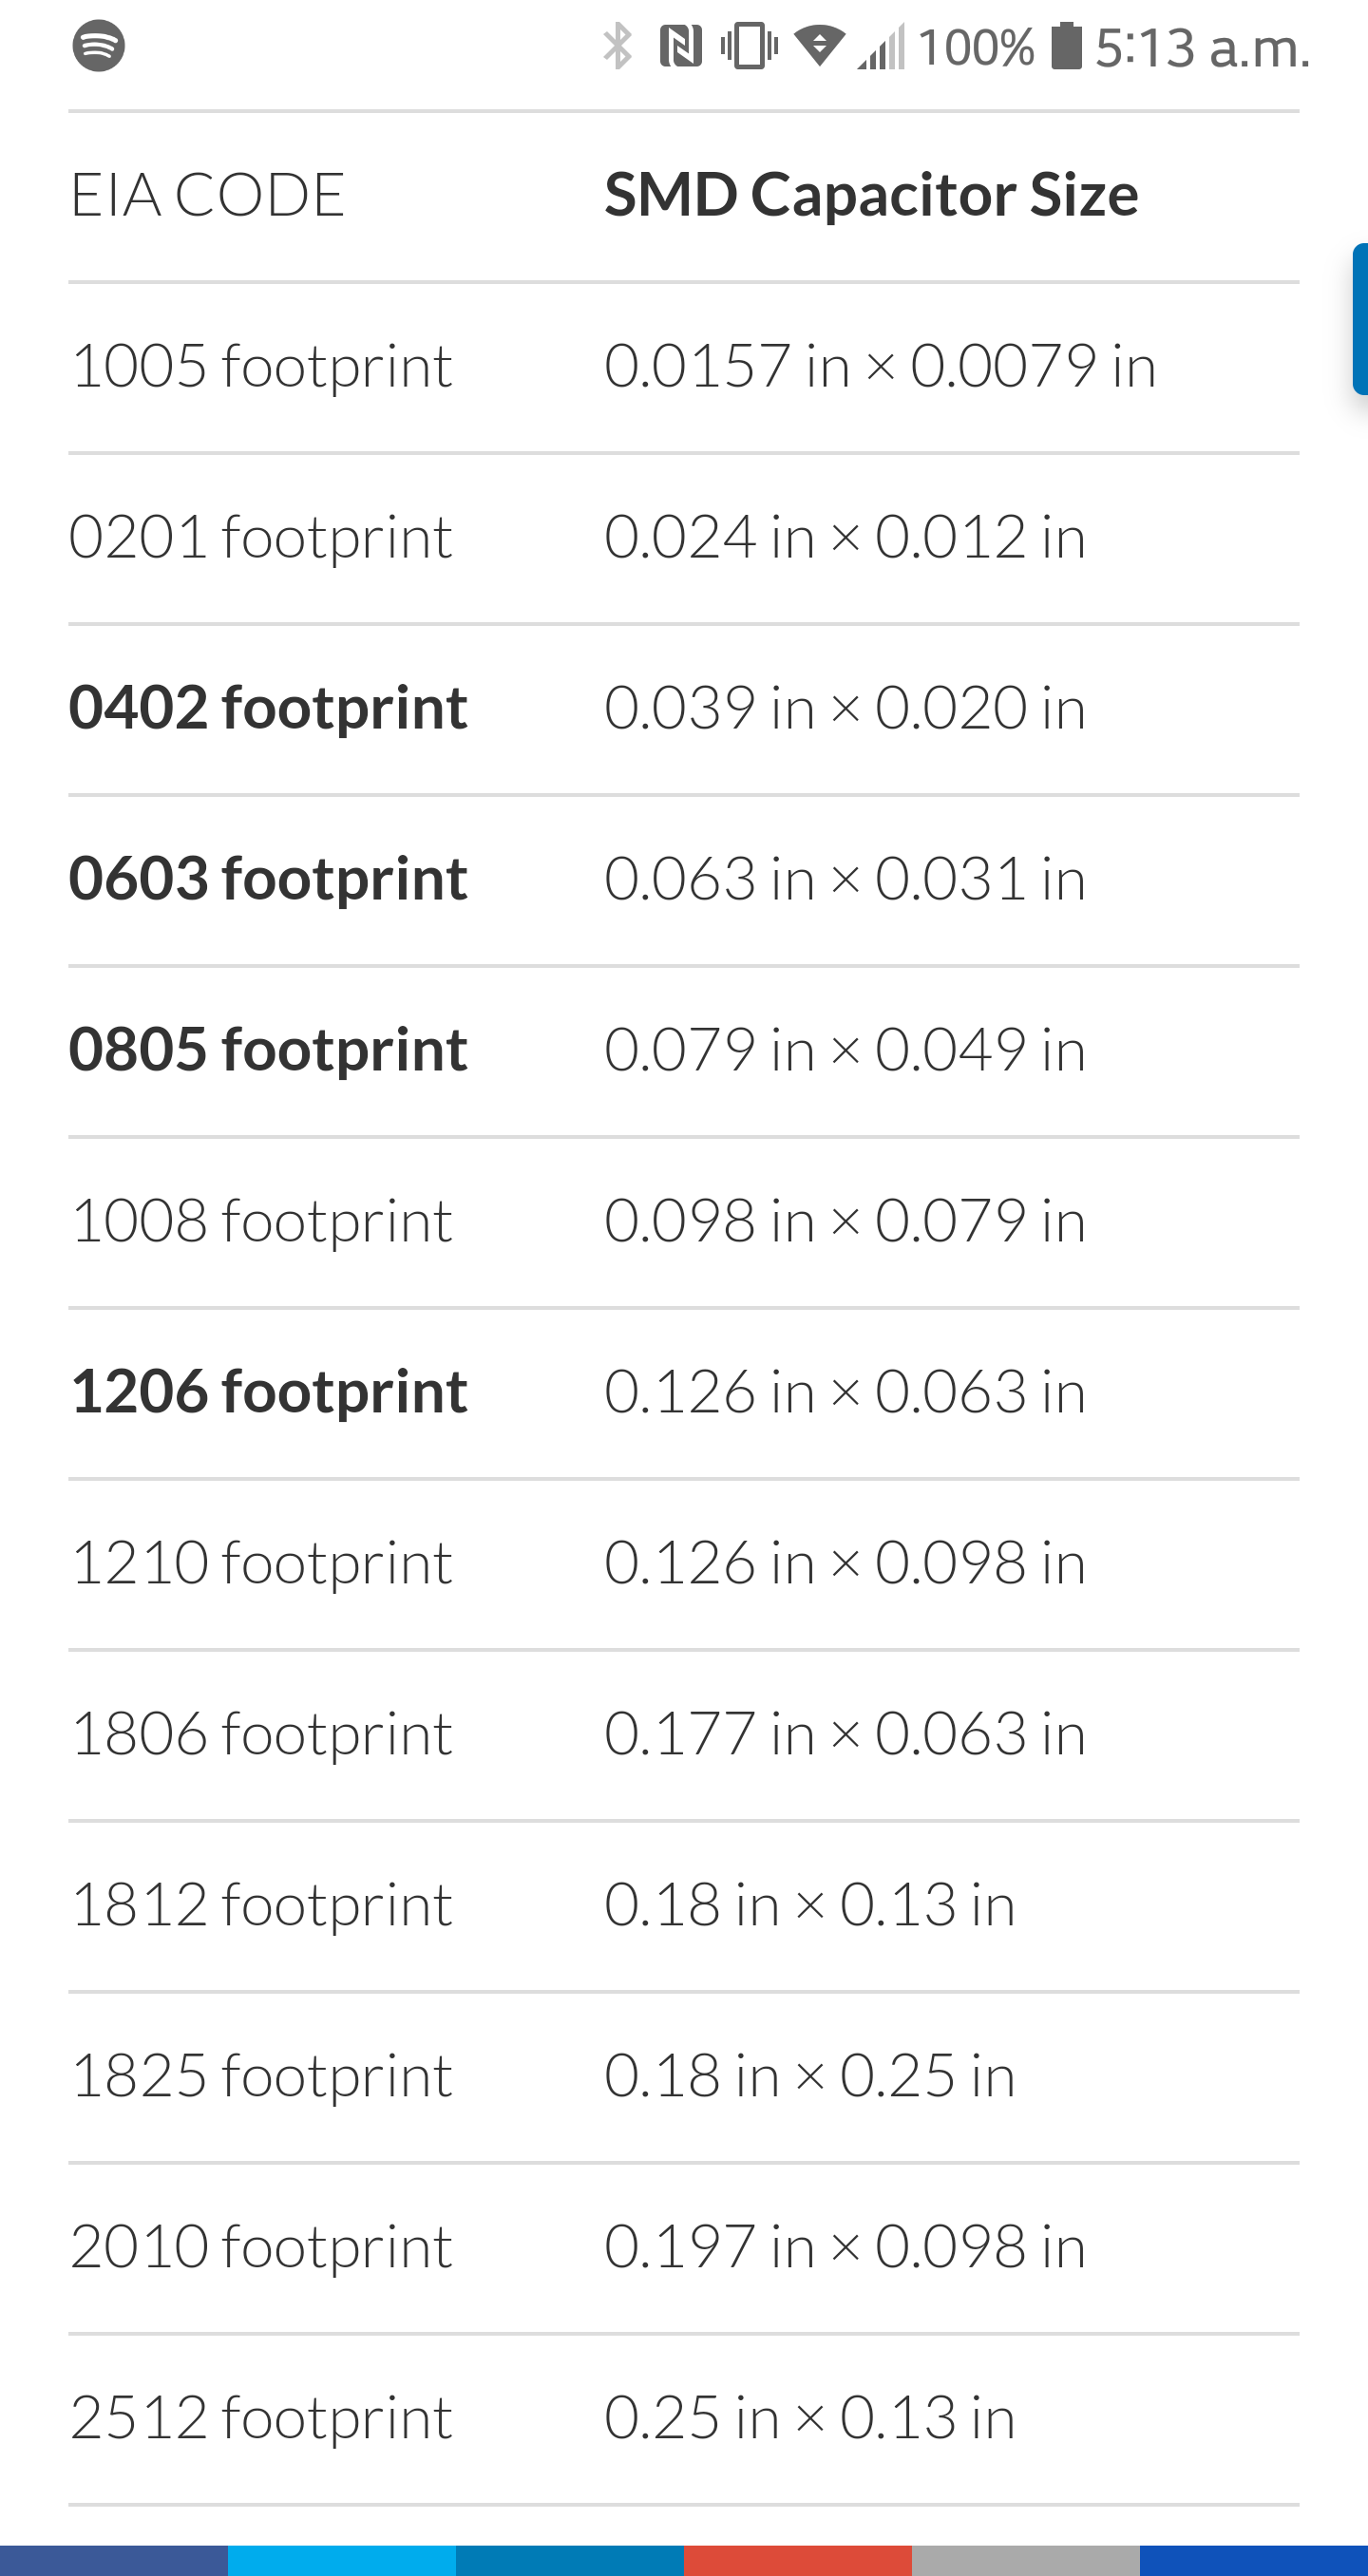 100% 5:13 a.m.
EIA CODE SMD Capacitor Size
1005 footprint 0.0157 in × 0.0079 in
0201 footprint 0.024 in × 0.012 in
0402 footprint 0.039 in × 0.020 in
0603 footprint 0.063 in × 0.031 in
0805 footprint 0.079 in × 0.049 in
1008 footprint 0.098 in × 0.079 in
1206 footprint 0.126 in × 0.063 in
1210 footprint 0.126 in × 0.098 in
1806 footprint 0.177 in × 0.063 in
1812 footprint 0.18 in × 0.13 in
1825 footprint 0.18 in × 0.25 in
2010 footprint 0.197 in × 0.098 in
2512 footprint 0.25 in × 0.13 in